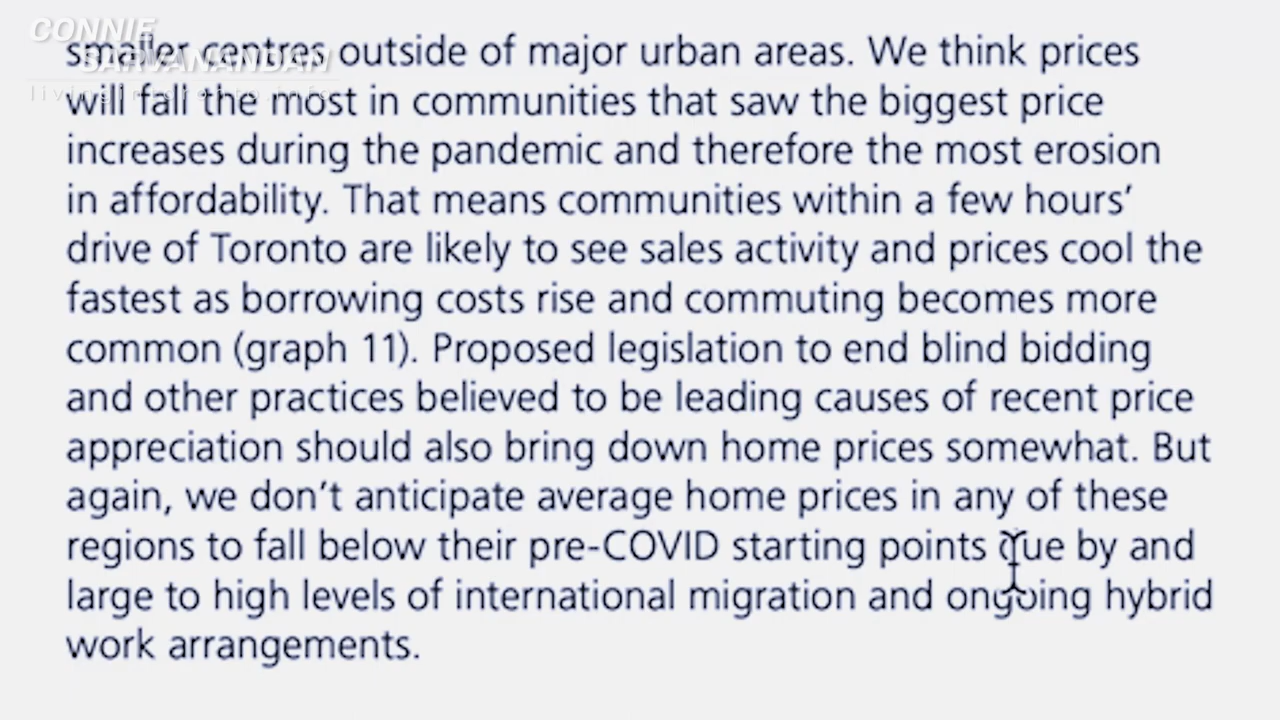 CONNIE
SARVANANDAN
livingintoronto.info
smaller centres outside of major urban areas. We think prices
will fall the most in communities that saw the biggest price
increases during the pandemic and therefore the most erosion
in affordability. That means communities within a few hours’
drive of Toronto are likely to see sales activity and prices cool the
fastest as borrowing costs rise and commuting becomes more
common (graph 11). Proposed legislation to end blind bidding
and other practices believed to be leading causes of recent price
appreciation should also bring down home prices somewhat. But
again, we don’t anticipate average home prices in any of these
regions to fall below their pre-COVID starting points due by and
large to high levels of international migration and ongoing hybrid
work arrangements.